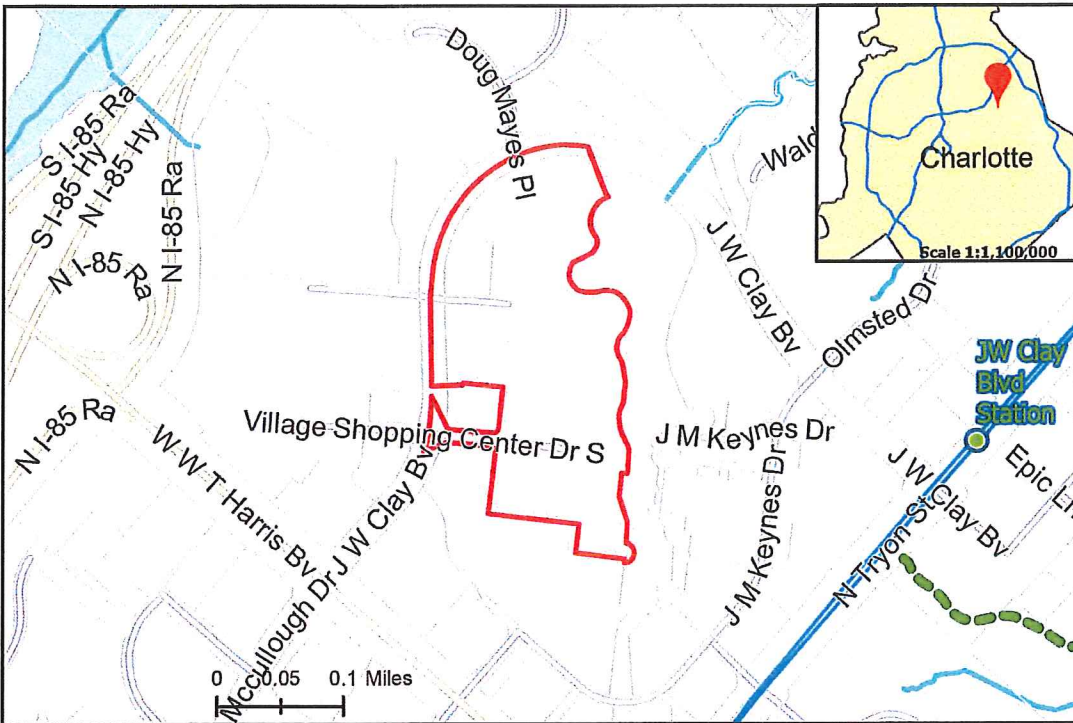 Doug Mayes Pl
S I-85 Ra
S I-85 Hy
N I-85 Hy
N I-85 Ra
N I-85 Ra
N I-85 Ra
Charlotte
Scale 1:1,100,000
J W Clay Bv
Olmsted Dr
JW Clay
Blvd
Station
Village Shopping Center Dr S
J M Keynes Dr
W W T Harris Bv
J W Clay Bv
Mccullough Dr
J M Keynes Dr
N Tryon St
J W Clay Bv
Epic Ln
0 0.05 0.1 Miles